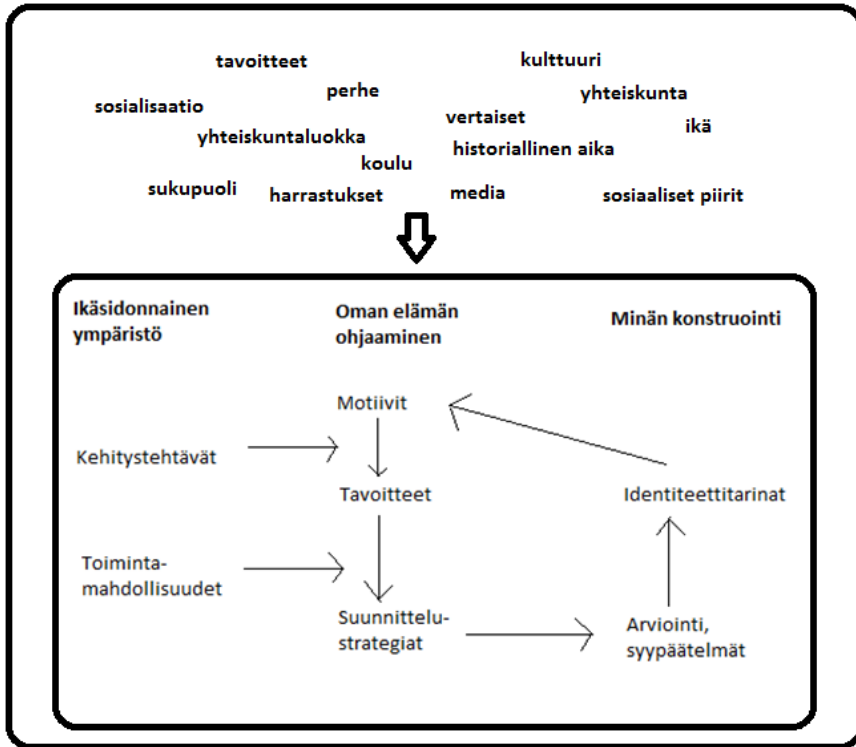 tavoitteet
kulttuuri
perhe
yhteiskunta
sosialisaatio
vertaiset
ikä
yhteiskuntaluokka
historiallinen aika
koulu
sukupuoli
harrastukset
media
sosiaaliset piirit
Ikäsidonnainen
ympäristö
Oman elämän
ohjaaminen
Minän konstruointi
Motiivit
Kehitystehtävät
Tavoitteet
Identiteettitarinat
Toiminta-
mahdollisuudet
Suunnittelu-
strategiat
Arviointi,
syypäätelmät